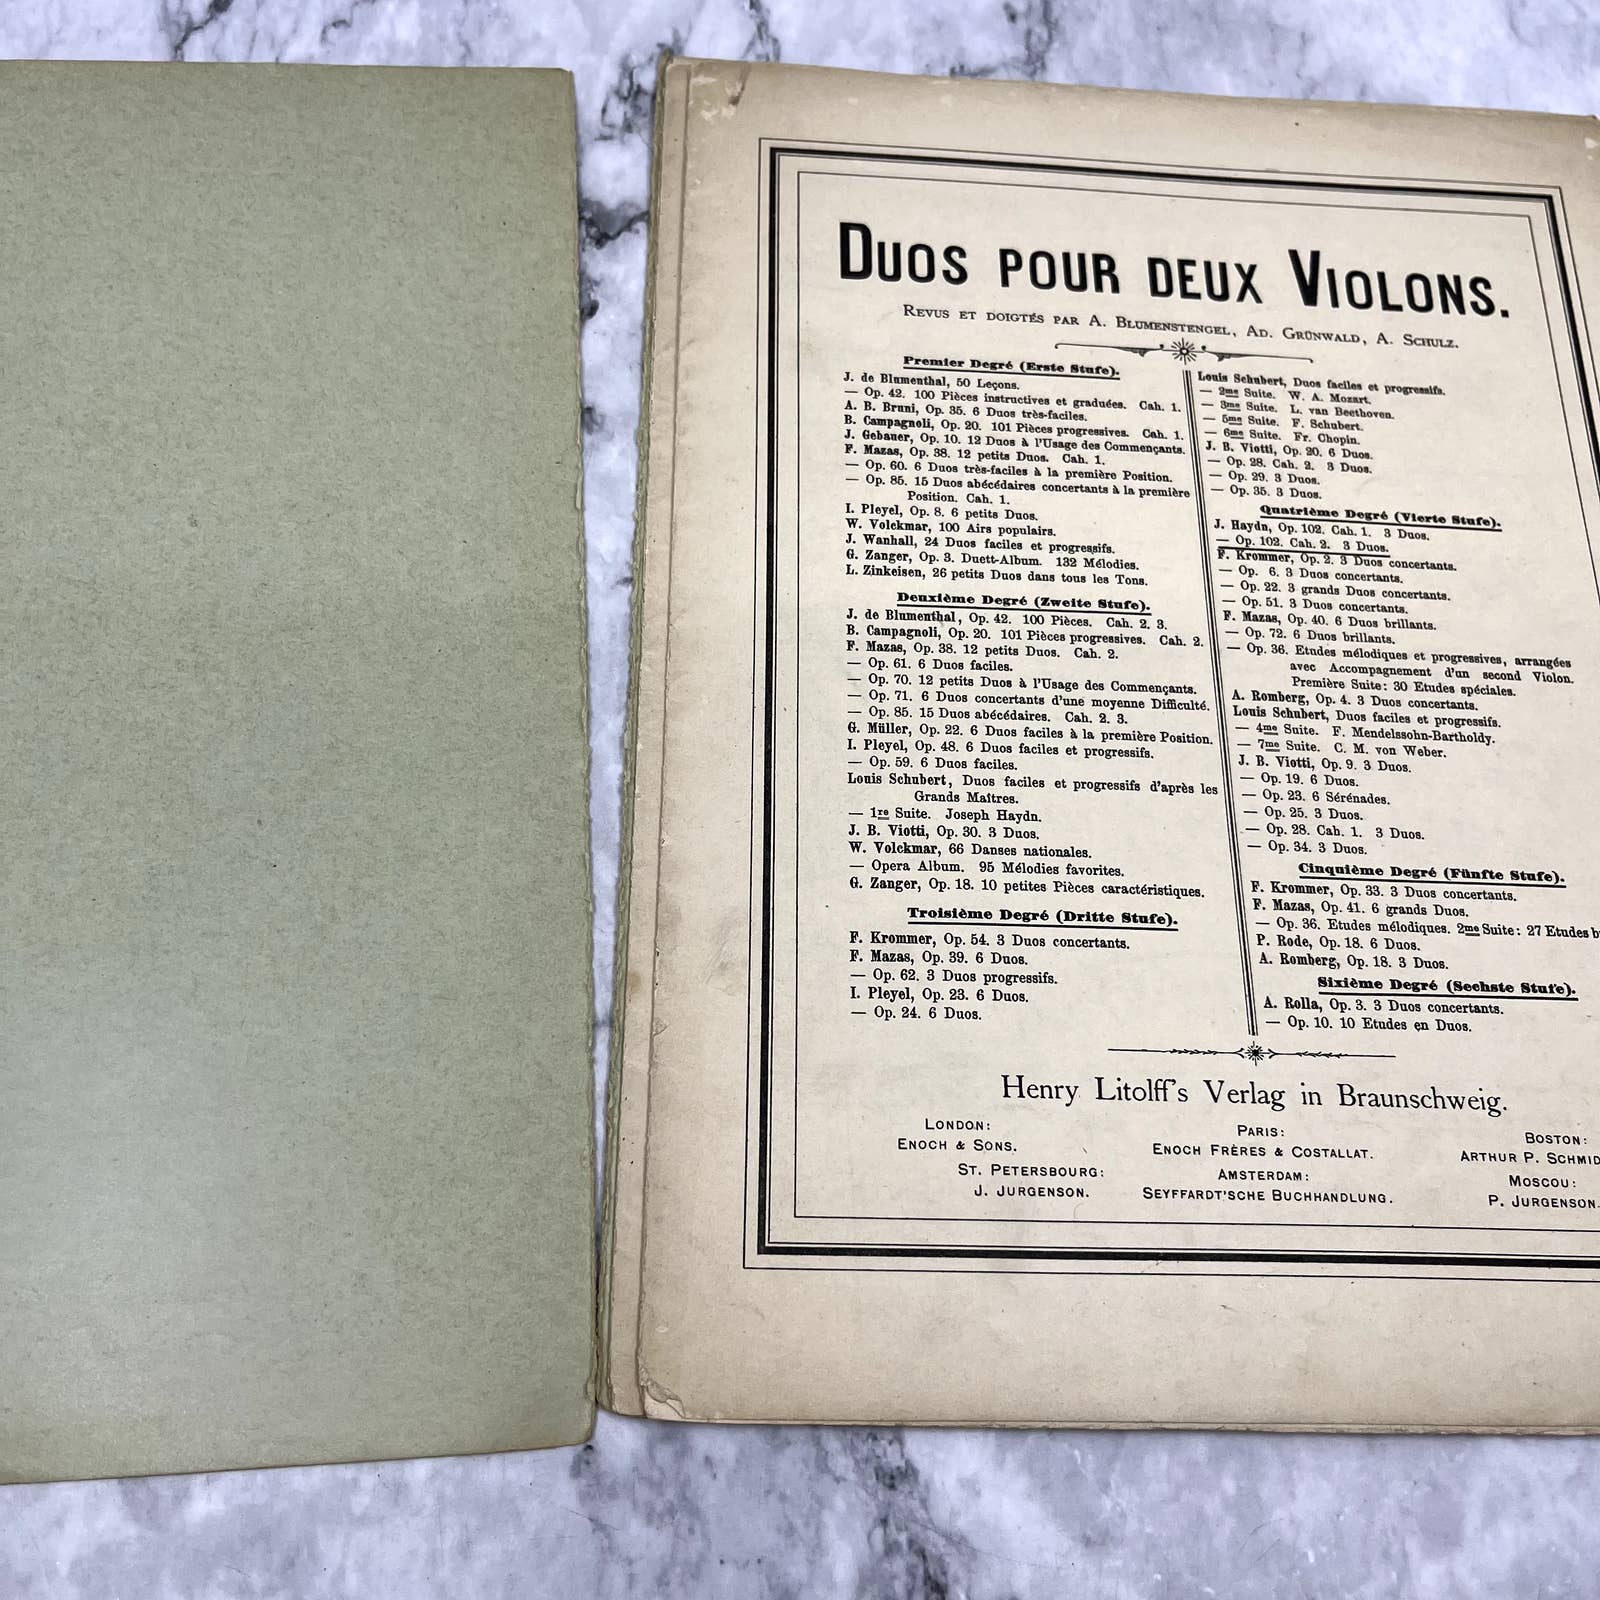 DUOS POUR DEUX VIOLONS.
REVUS ET DOIGTÉS PAR A. BLUMENSTENGEL, AD. GRÜNWALD, A. SCHULZ.
Premier Degré (Erste Stufe).
J. de Blumenthal, 50 Leçons.
— Op. 42. 100 Pièces instructives et graduées. Cah. 1.
A. B. Bruni, Op. 35. 6 Duos très-faciles.
B. Campagnoli, Op. 20. 101 Pièces progressives. Cah. 1.
J. Gebauer, Op. 10. 12 Duos à l'Usage des Commençants.
F. Mazas, Op. 38. 12 petits Duos. Cah. 1.
— Op. 60. 6 Duos très-faciles à la première Position.
— Op. 85. 15 Duos abécédaires concertants à la première
Position. Cah. 1.
I. Pleyel, Op. 8. 6 petits Duos.
W. Volckmar, 100 Airs populairs.
J. Wanhall, 24 Duos faciles et progressifs.
G. Zanger, Op. 3. Duett-Album. 132 Mélodies.
L. Zinkeisen, 26 petits Duos dans tous les Tons.
Deuxième Degré (Zweite Stufe).
J. de Blumenthal, Op. 42. 100 Pièces. Cah. 2. 3.
B. Campagnoli, Op. 20. 101 Pièces progressives. Cah. 2.
F. Mazas, Op. 38. 12 petits Duos. Cah. 2.
— Op. 61. 6 Duos faciles.
— Op. 70. 12 petits Duos à l'Usage des Commençants.
— Op. 71. 6 Duos concertants d'une moyenne Difficulté.
— Op. 85. 15 Duos abécédaires. Cah. 2. 3.
G. Müller, Op. 22. 6 Duos faciles à la première Position.
I. Pleyel, Op. 48. 6 Duos faciles et progressifs.
— Op. 59. 6 Duos faciles.
Louis Schubert, Duos faciles et progressifs d'après les
Grands Maîtres.
— 1re Suite. Joseph Haydn.
J. B. Viotti, Op. 30. 3 Duos.
W. Volckmar, 66 Danses nationales.
— Opera Album. 95 Mélodies favorites.
G. Zanger, Op. 18. 10 petites Pièces caractéristiques.
Troisième Degré (Dritte Stufe).
F. Krommer, Op. 54. 3 Duos concertants.
F. Mazas, Op. 39. 6 Duos.
— Op. 62. 3 Duos progressifs.
I. Pleyel, Op. 23. 6 Duos.
— Op. 24. 6 Duos.
Louis Schubert, Duos faciles et progressifs.
— 2me Suite. W. A. Mozart.
— 3me Suite. L. van Beethoven.
— 5me Suite. F. Schubert.
— 6me Suite. Fr. Chopin.
J. B. Viotti, Op. 20. 6 Duos.
— Op. 28. Cah. 2. 3 Duos.
— Op. 29. 3 Duos.
— Op. 35. 3 Duos.
Quatrième Degré (Vierte Stufe).
J. Haydn, Op. 102. Cah. 1. 3 Duos.
— Op. 102. Cah. 2. 3 Duos.
F. Krommer, Op. 2. 3 Duos concertants.
— Op. 6. 3 Duos concertants.
— Op. 22. 3 grands Duos concertants.
— Op. 51. 3 Duos concertants.
F. Mazas, Op. 40. 6 Duos brillants.
— Op. 72. 6 Duos brillants.
— Op. 36. Etudes mélodiques et progressives, arrangées
avec Accompagnement d'un second Violon.
Première Suite: 30 Etudes spéciales.
A. Romberg, Op. 4. 3 Duos concertants.
Louis Schubert, Duos faciles et progressifs.
— 4me Suite. F. Mendelssohn-Bartholdy.
— 7me Suite. C. M. von Weber.
J. B. Viotti, Op. 9. 3 Duos.
— Op. 19. 6 Duos.
— Op. 23. 6 Sérénades.
— Op. 25. 3 Duos.
— Op. 28. Cah. 1. 3 Duos.
— Op. 34. 3 Duos.
Cinquième Degré (Fünfte Stufe).
F. Krommer, Op. 33. 3 Duos concertants.
F. Mazas, Op. 41. 6 grands Duos.
— Op. 36. Etudes mélodiques. 2me Suite: 27 Etudes b
P. Rode, Op. 18. 6 Duos.
A. Romberg, Op. 18. 3 Duos.
Sixième Degré (Sechste Stufe).
A. Rolla, Op. 3. 3 Duos concertants.
— Op. 10. 10 Etudes en Duos.
Henry Litolff's Verlag in Braunschweig.
LONDON: PARIS: BOSTON:
ENOCH & SONS. ENOCH FRÈRES & COSTALLAT. ARTHUR P. SCHMID
ST. PETERSBOURG: AMSTERDAM: MOSCOU:
J. JURGENSON. SEYFFARDT'SCHE BUCHHANDLUNG. P. JURGENSON.